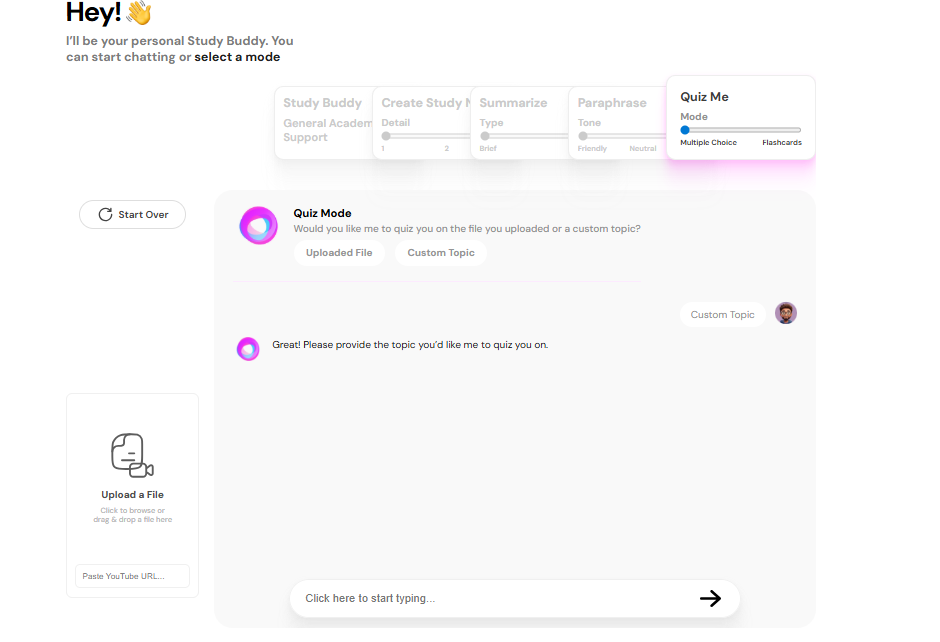 Hey! 👋
I'll be your personal Study Buddy. You
can start chatting or select a mode
Study Buddy
General Academ
Support
Create Study
Detail
1 2
Summarize
Type
Brief
Paraphrase
Tone
Friendly Neutral
Quiz Me
Mode
Multiple Choice Flashcards
Start Over
Quiz Mode
Would you like me to quiz you on the file you uploaded or a custom topic?
Uploaded File Custom Topic
Custom Topic
Great! Please provide the topic you'd like me to quiz you on.
Upload a File
Click to browse or
drag & drop a file here
Paste YouTube URL...
Click here to start typing...